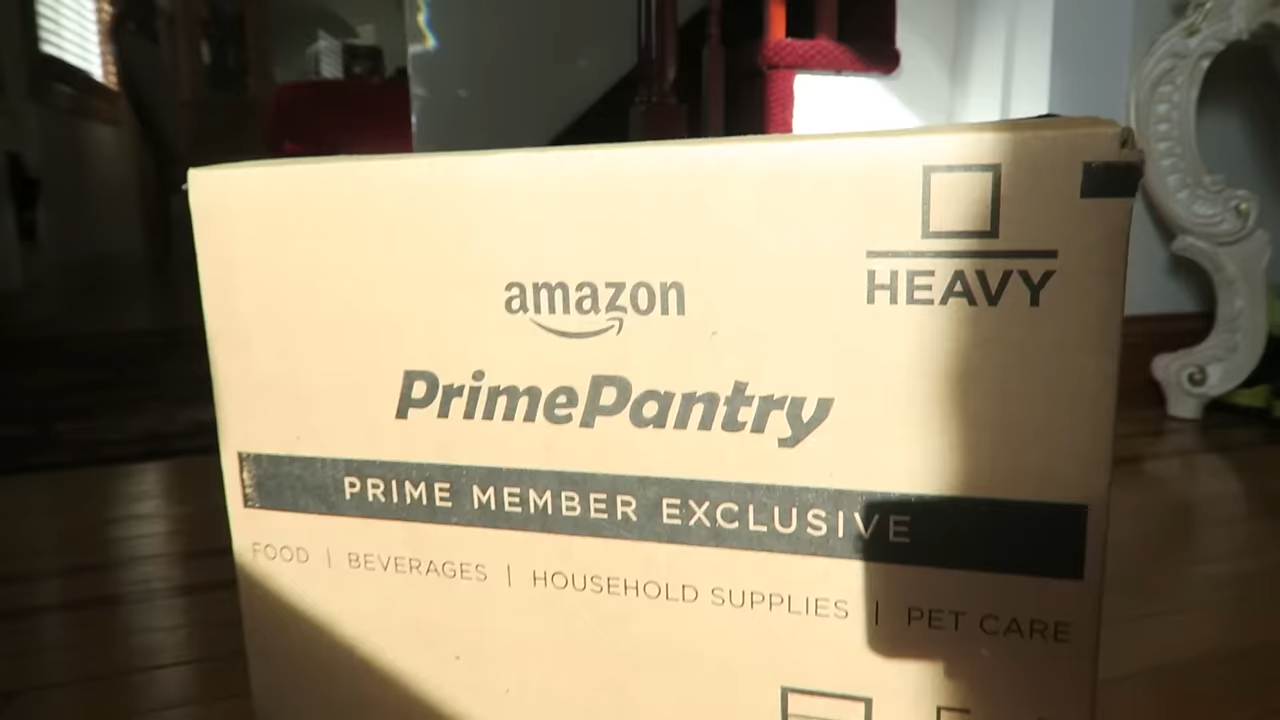 HEAVY
amazon
PrimePantry
PRIME MEMBER EXCLUSIVE
FOOD | BEVERAGES | HOUSEHOLD SUPPLIES | PET CARE